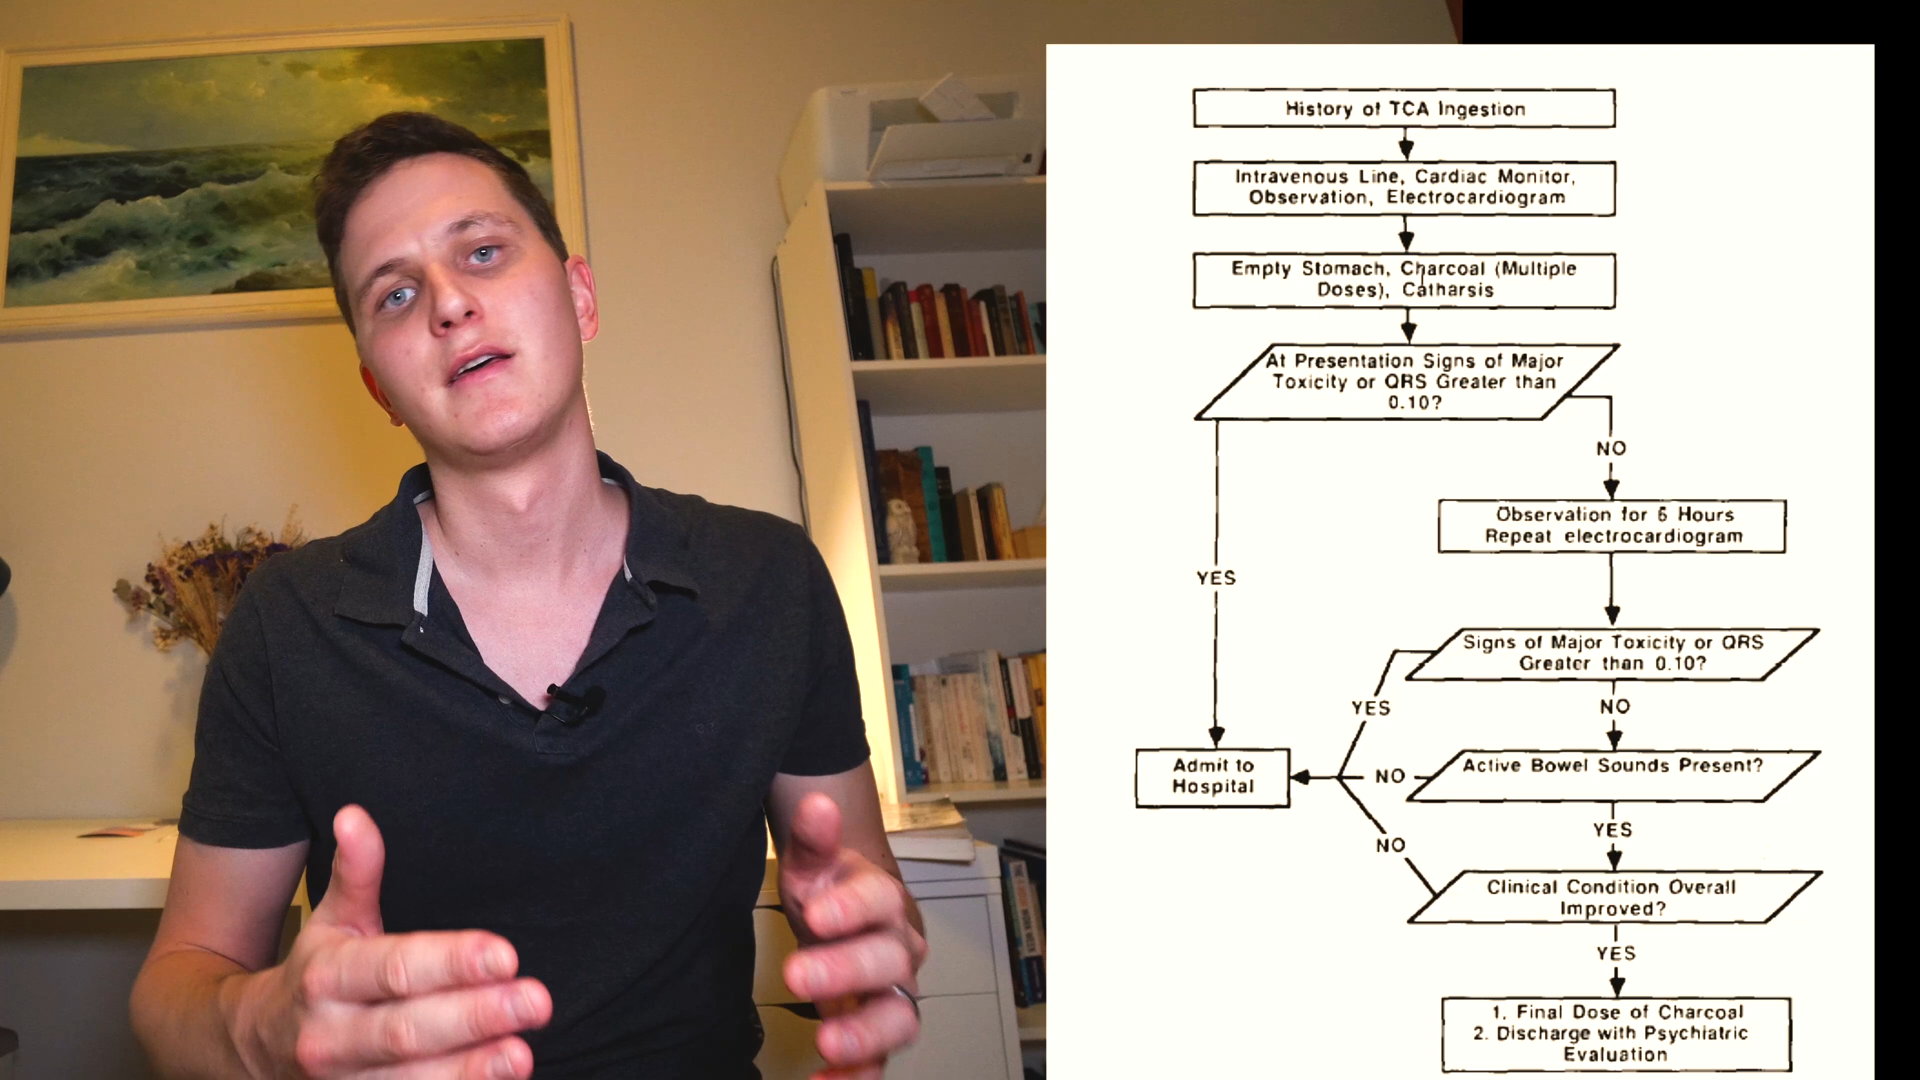 History of TCA Ingestion
Intravenous Line, Cardiac Monitor,
Observation, Electrocardiogram
Empty Stomach, Charcoal (Multiple
Doses), Catharsis
At Presentation Signs of Major
Toxicity or QRS Greater than
0.10?
NO
Observation for 6 Hours
Repeat electrocardiogram
YES
Signs of Major Toxicity or QRS
Greater than 0.10?
YES
NO
Admit to
Hospital
NO
Active Bowel Sounds Present?
YES
NO
Clinical Condition Overall
Improved?
YES
1. Final Dose of Charcoal
2. Discharge with Psychiatric
Evaluation